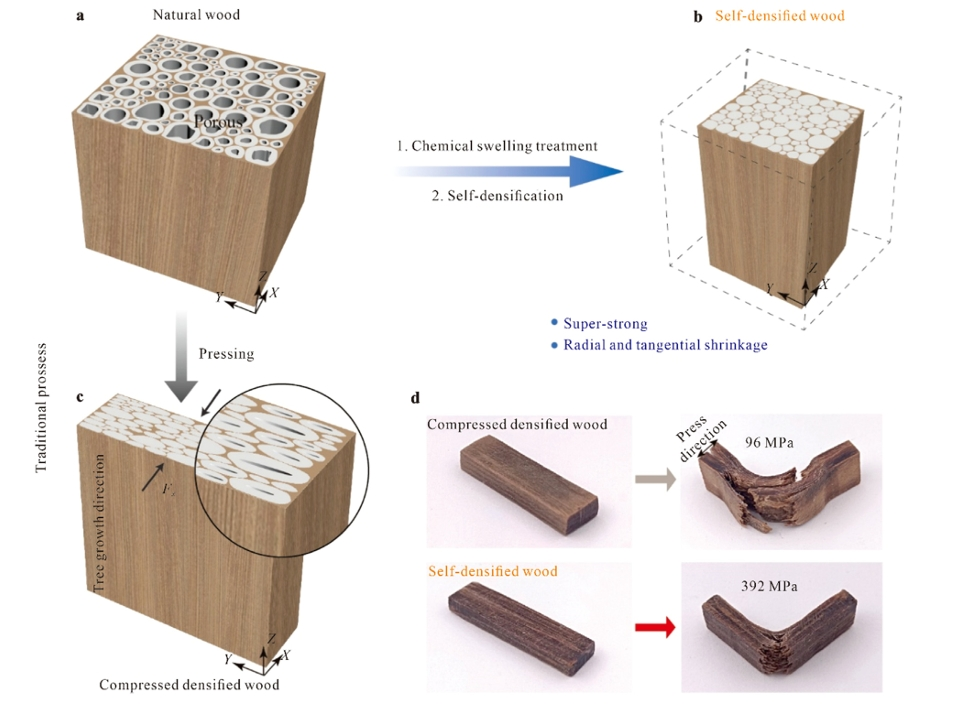 a
Natural wood
Porous
Z
Y
X
1. Chemical swelling treatment
2. Self-densification
b
Self-densified wood
Z
Y
X
Super-strong
Radial and tangential shrinkage
Traditional prossess
Pressing
c
Tree growth direction
Z
Y
X
Compressed densified wood
d
Compressed densified wood
Press
direction
96 MPa
Self-densified wood
392 MPa